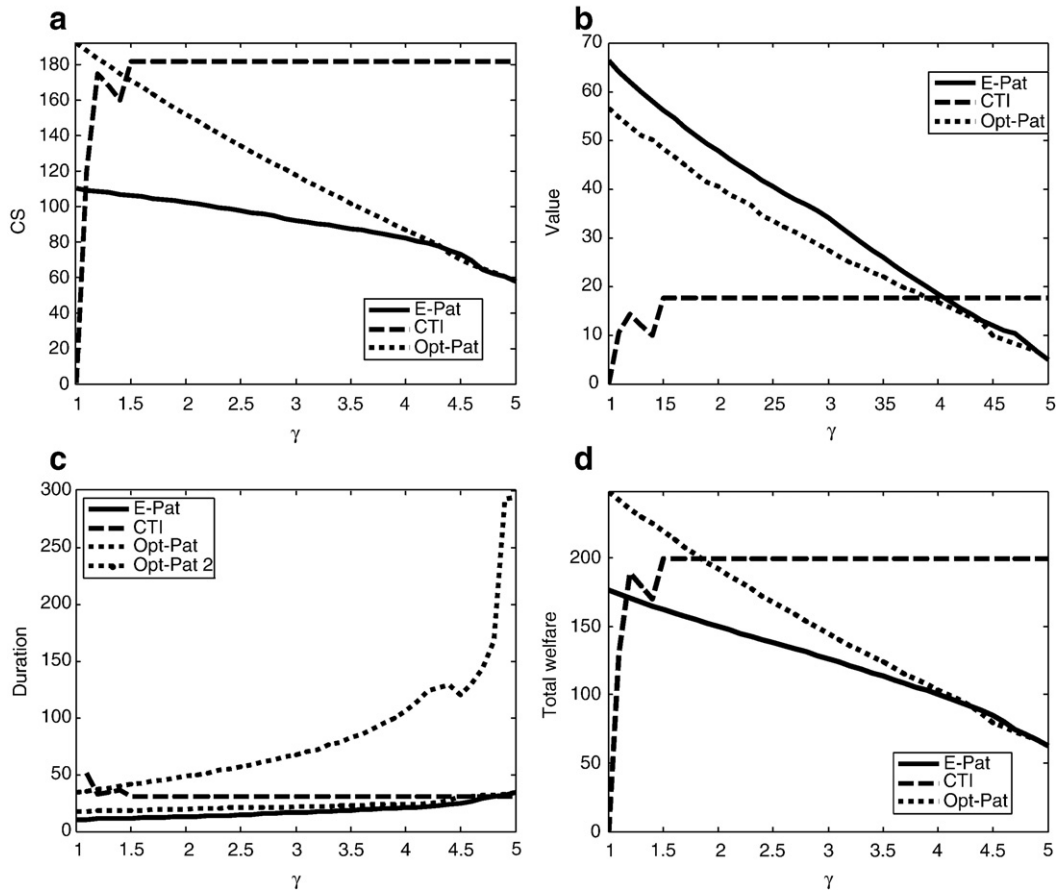 a
180
160
140
120
100
80
60
40
20
0
CS
E-Pat
CTI
Opt-Pat
1 1.5 2 2.5 3 3.5 4 4.5 5
γ
b
70
60
50
40
30
20
10
0
Value
E-Pat
CTI
Opt-Pat
1 15 2 25 3 35 4 45 5
γ
c
300
250
200
150
100
50
0
Duration
E-Pat
CTI
Opt-Pat
Opt-Pat 2
1 1.5 2 2.5 3 3.5 4 4.5 5
γ
d
200
150
100
50
0
Total welfare
E-Pat
CTI
Opt-Pat
1 1.5 2 2.5 3 3.5 4 4.5 5
γ